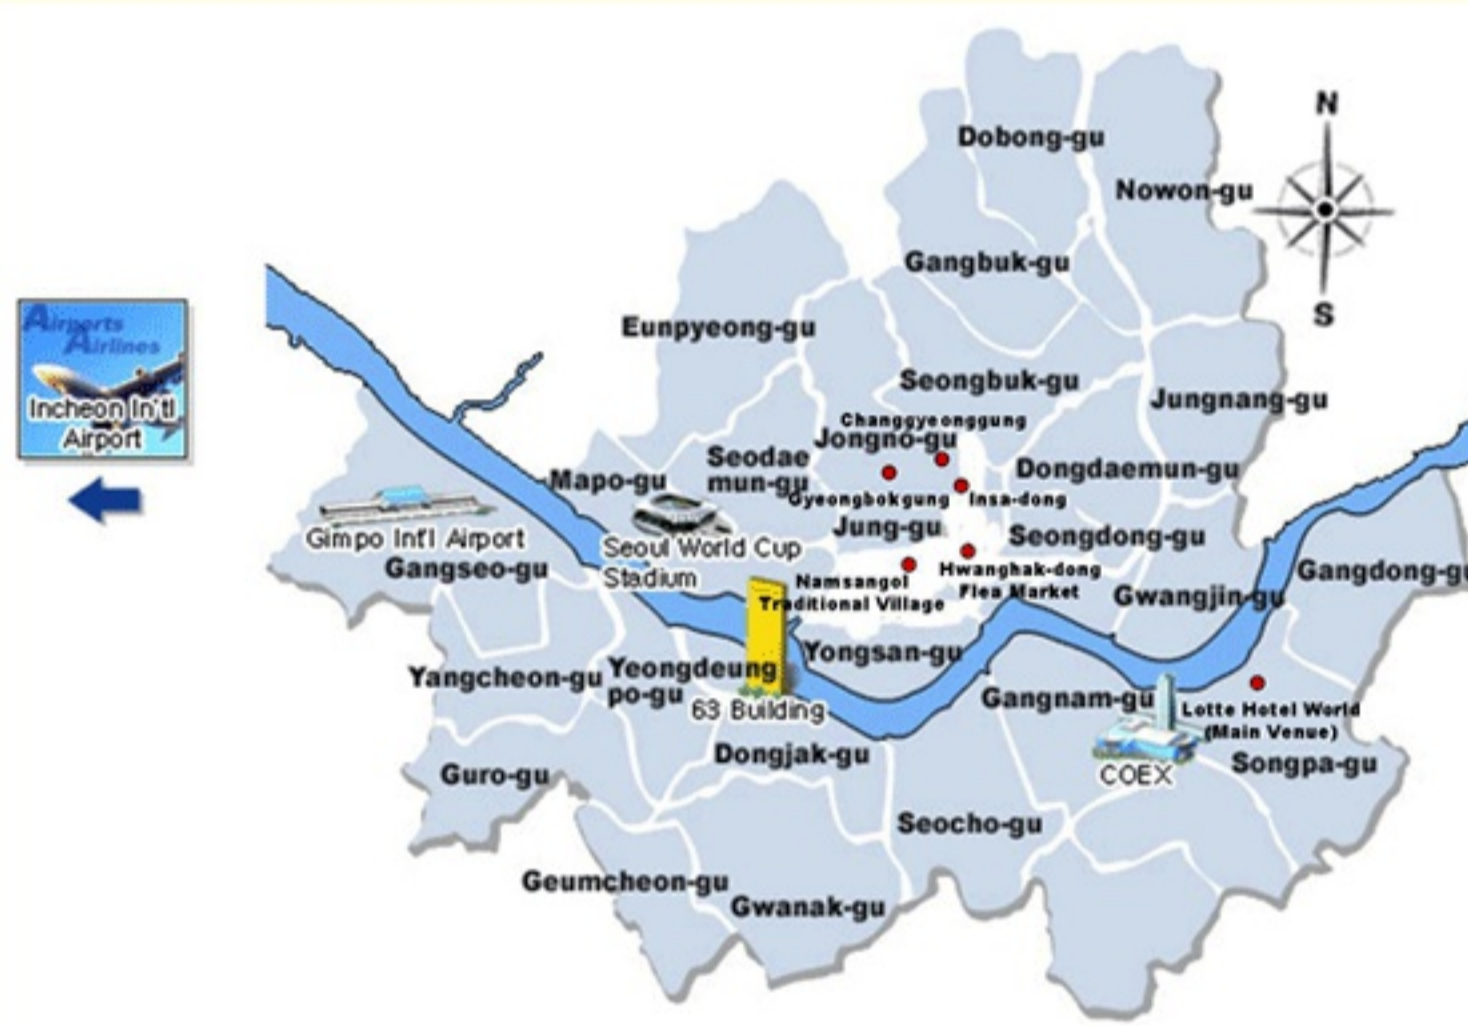 N
Dobong-gu
Nowon-gu
Gangbuk-gu
S
Airports
Airlines
Incheon In'tl
Airport
Eunpyeong-gu
Seongbuk-gu
Jungnang-gu
Changgyeonggung
Jongno-gu
Seodae
mun-gu
Dongdaemun-gu
Mapo-gu
Gyeongbokgung
Insa-dong
Jung-gu
Seongdong-gu
Gimpo Int'l Airport
Seoul World Cup
Stadium
Gangseo-gu
Hwanghak-dong
Flea Market
Namsangol
Traditional Village
Gwangjin-gu
Gangdong-gu
Yongsan-gu
Yangcheon-gu
Yeongdeung
po-gu
63 Building
Gangnam-gu
Lotte Hotel World
(Main Venue)
Dongjak-gu
COEX
Songpa-gu
Guro-gu
Seocho-gu
Geumcheon-gu
Gwanak-gu